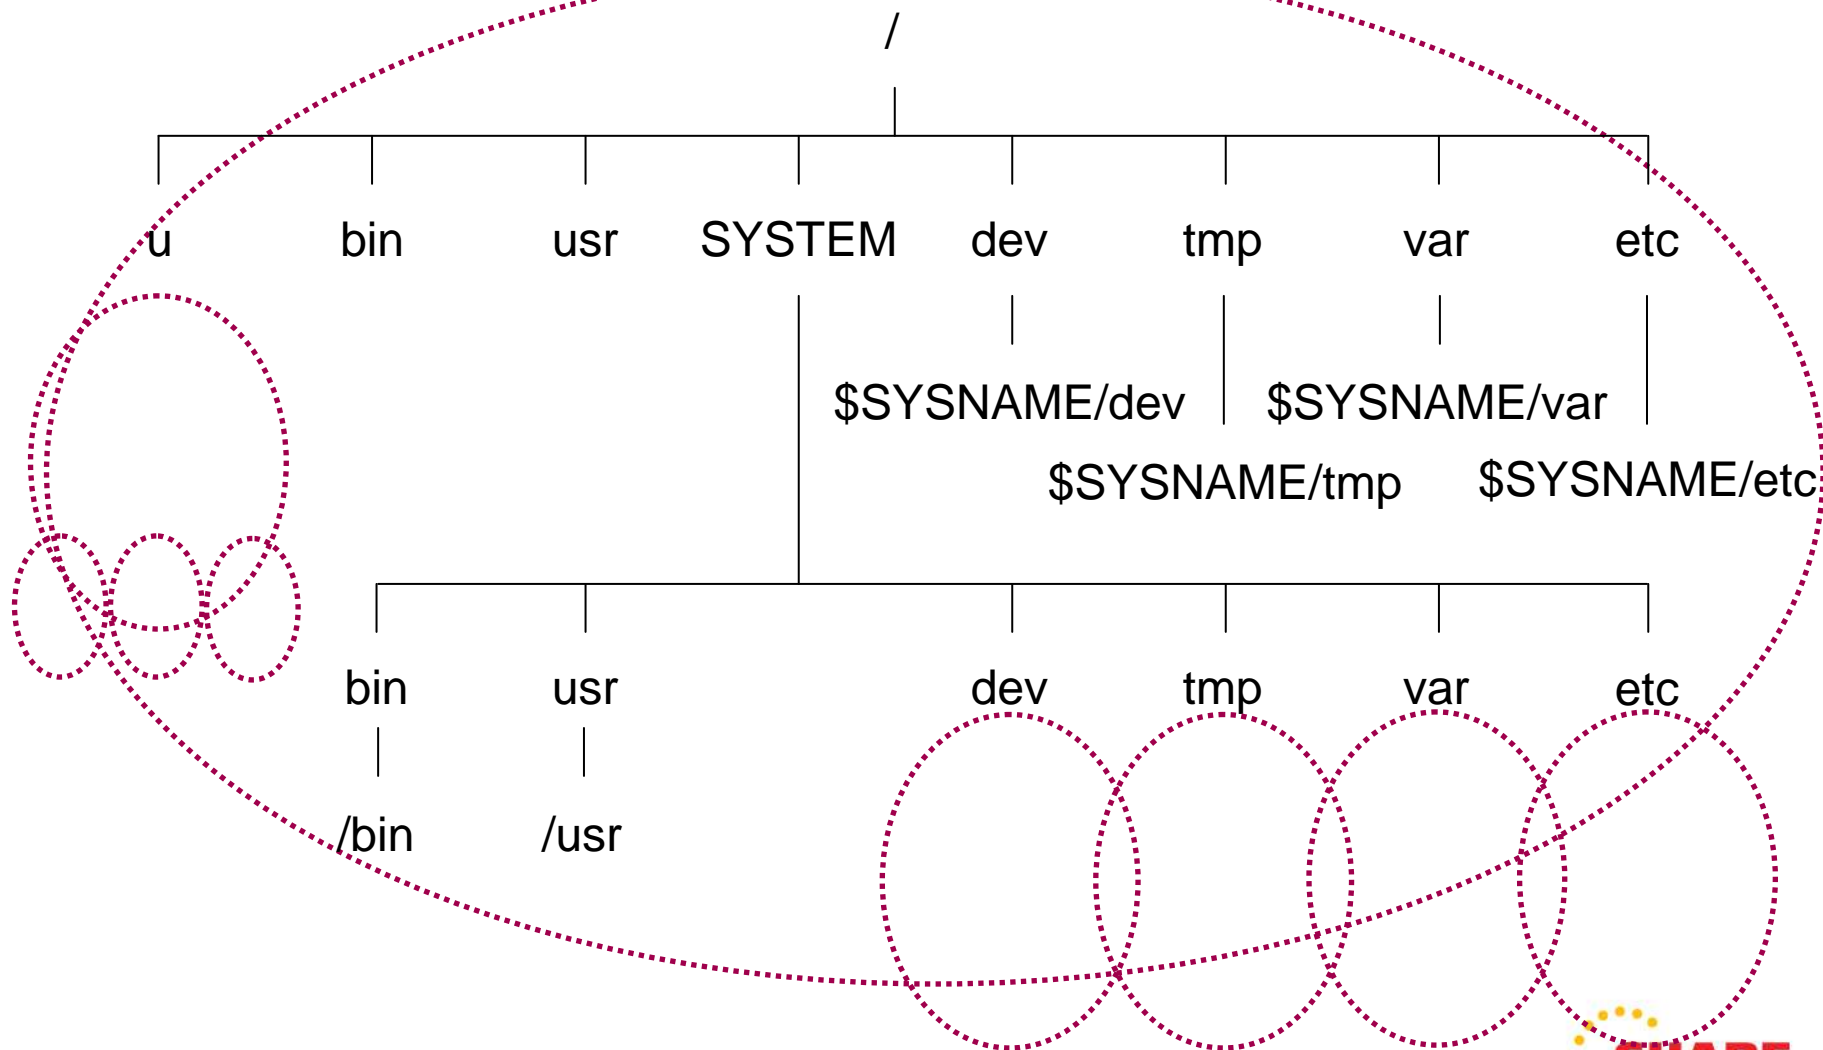 /
u bin usr SYSTEM dev tmp var etc
$SYSNAME/dev $SYSNAME/var
$SYSNAME/tmp $SYSNAME/etc
bin usr dev tmp var etc
/bin /usr